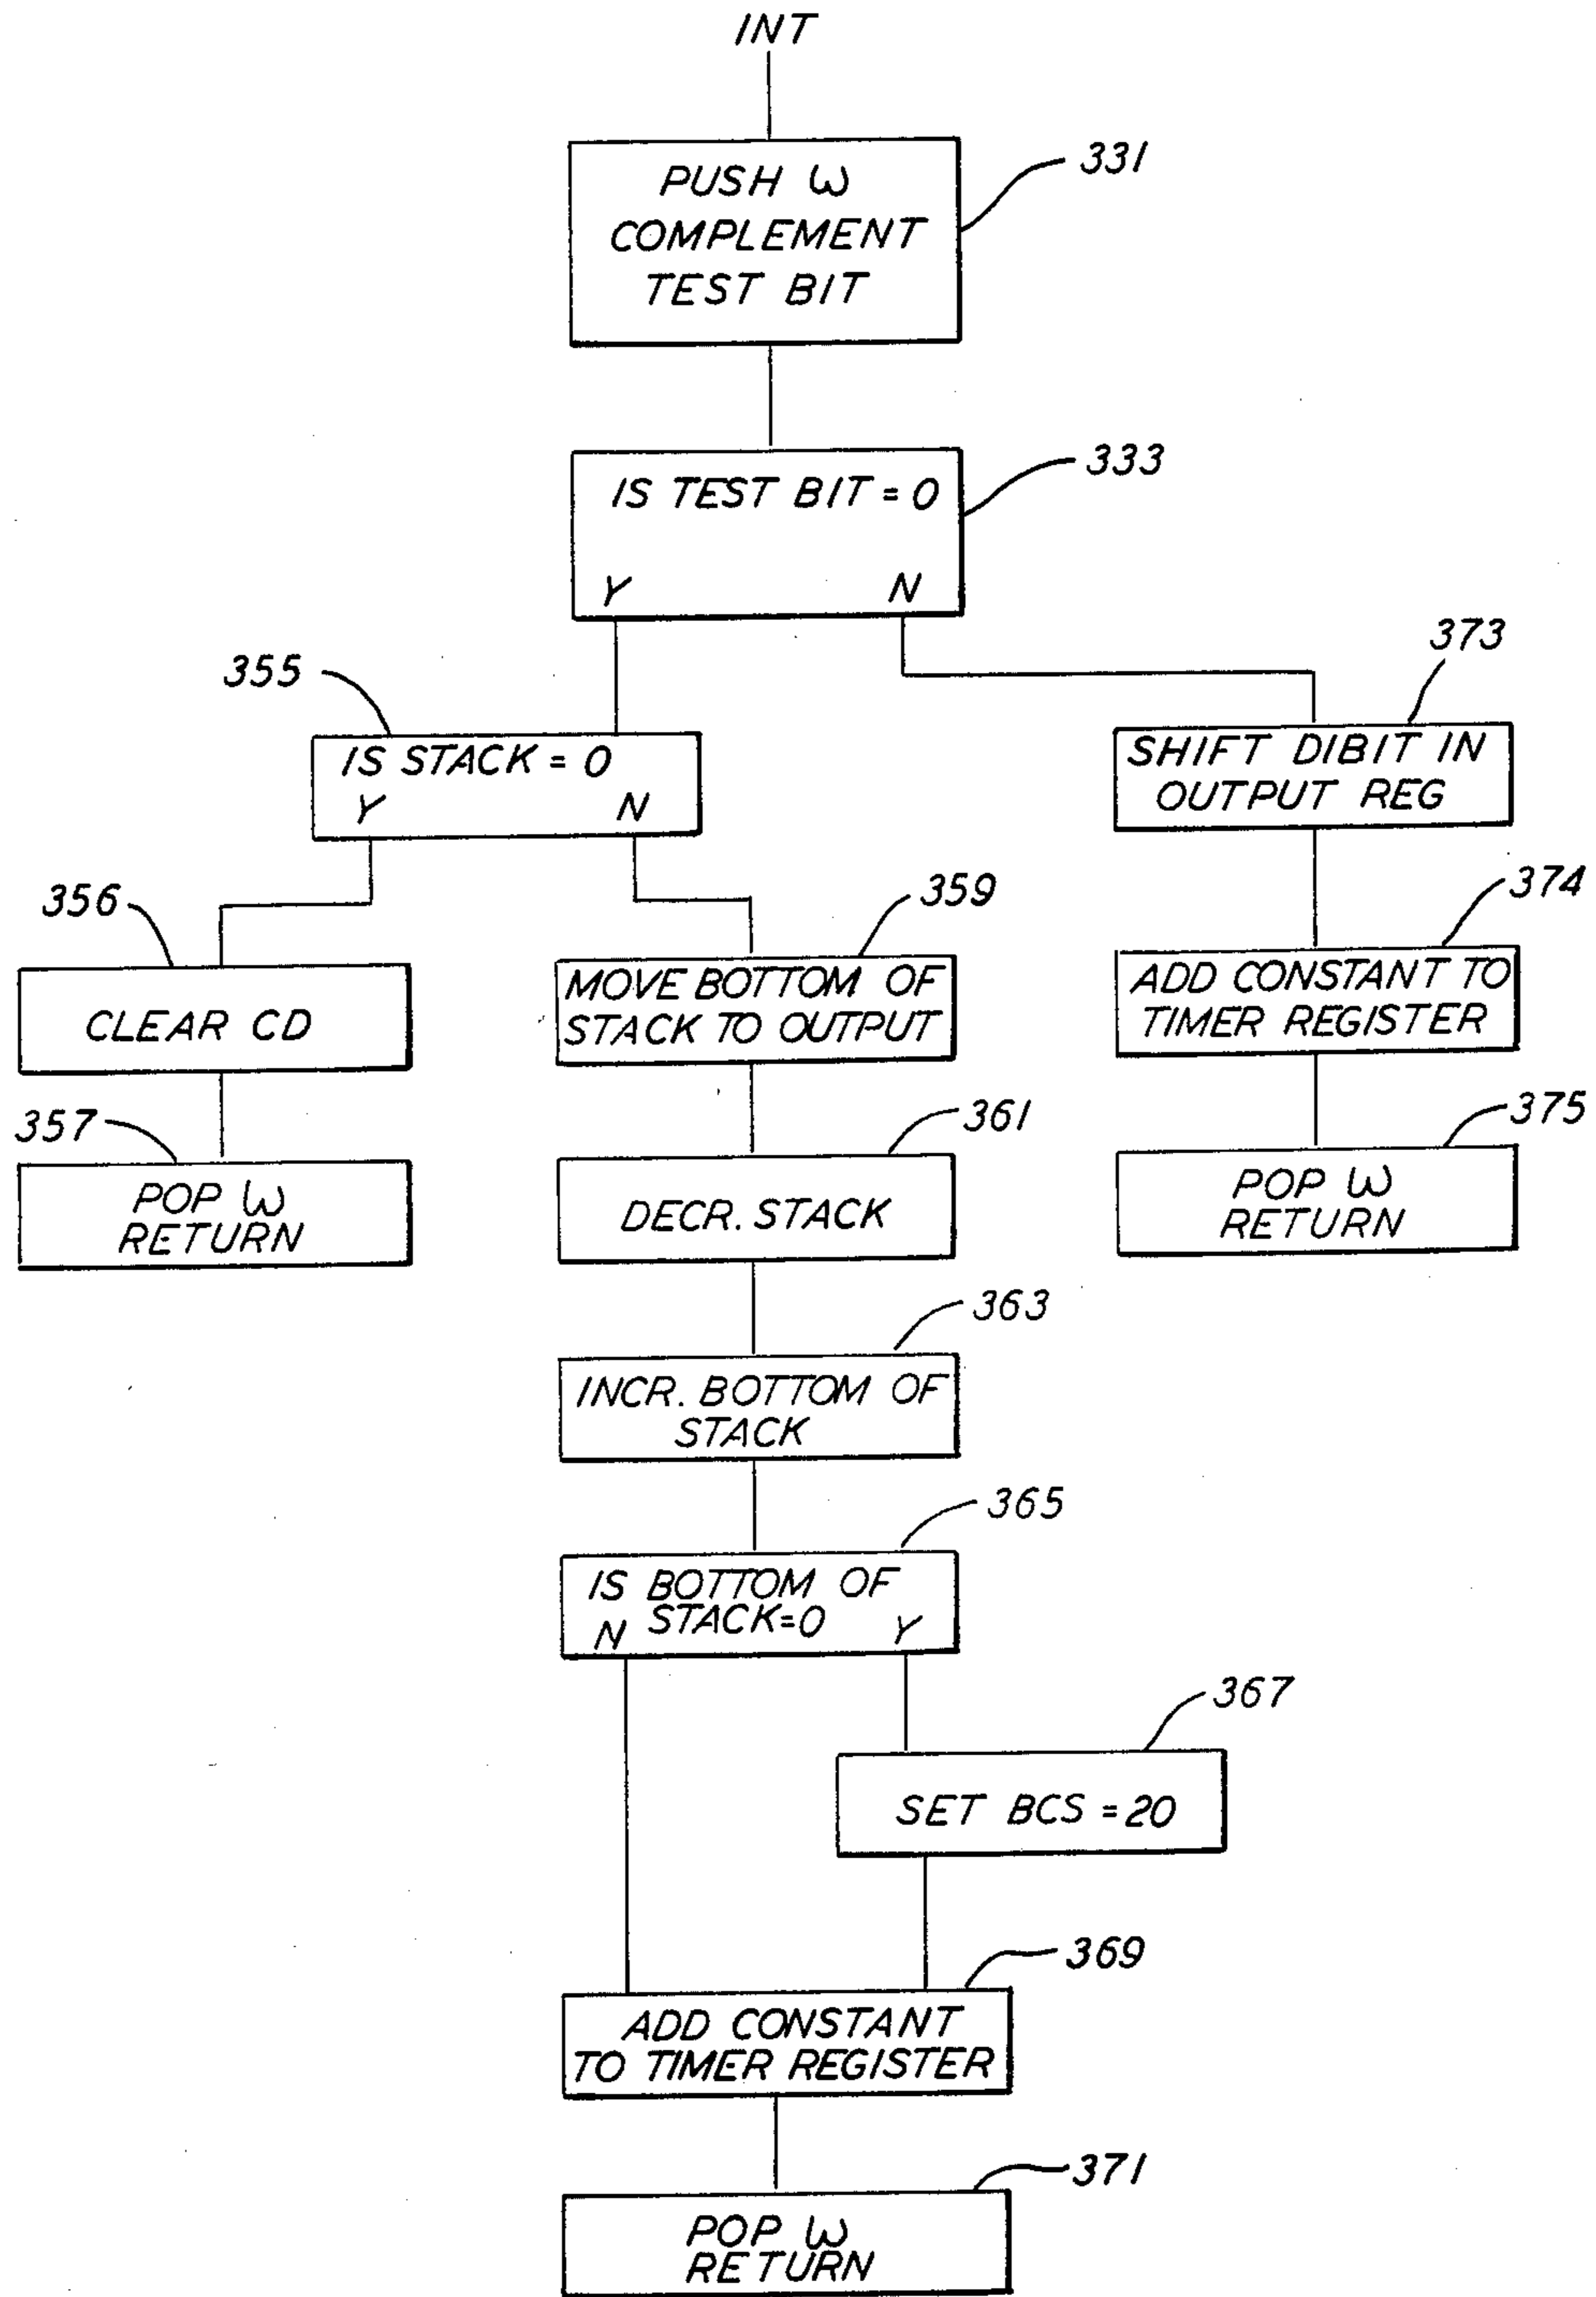 INT
331
PUSH ω
COMPLEMENT
TEST BIT
333
IS TEST BIT = 0
Y N
355
IS STACK = 0
Y N
373
SHIFT DIBIT IN
OUTPUT REG
356
CLEAR CD
359
MOVE BOTTOM OF
STACK TO OUTPUT
374
ADD CONSTANT TO
TIMER REGISTER
357
POP ω
RETURN
361
DECR. STACK
375
POP ω
RETURN
363
INCR. BOTTOM OF
STACK
365
IS BOTTOM OF
N STACK=0 Y
367
SET BCS = 20
369
ADD CONSTANT
TO TIMER REGISTER
371
POP ω
RETURN